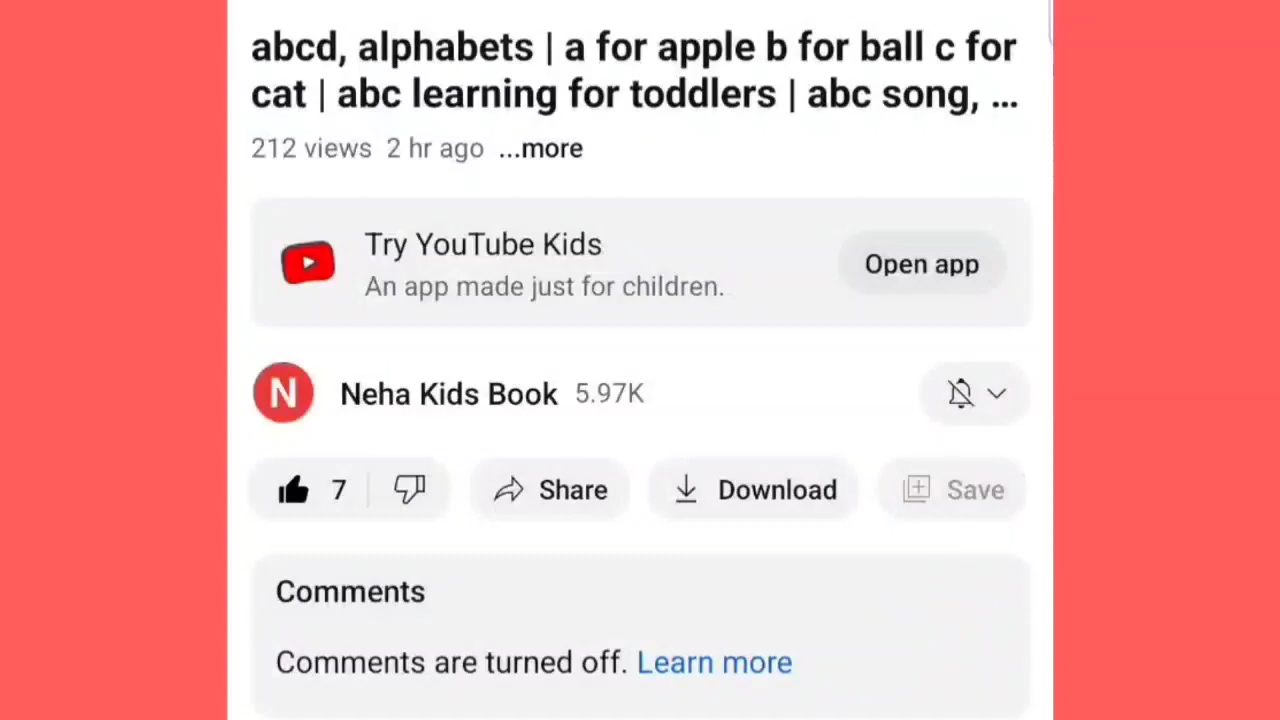 abcd, alphabets | a for apple b for ball c for
cat | abc learning for toddlers | abc song, ...
212 views 2 hr ago ...more
Try YouTube Kids
An app made just for children.
Open app
N
Neha Kids Book 5.97K
7
Share
Download
Save
Comments
Comments are turned off. Learn more